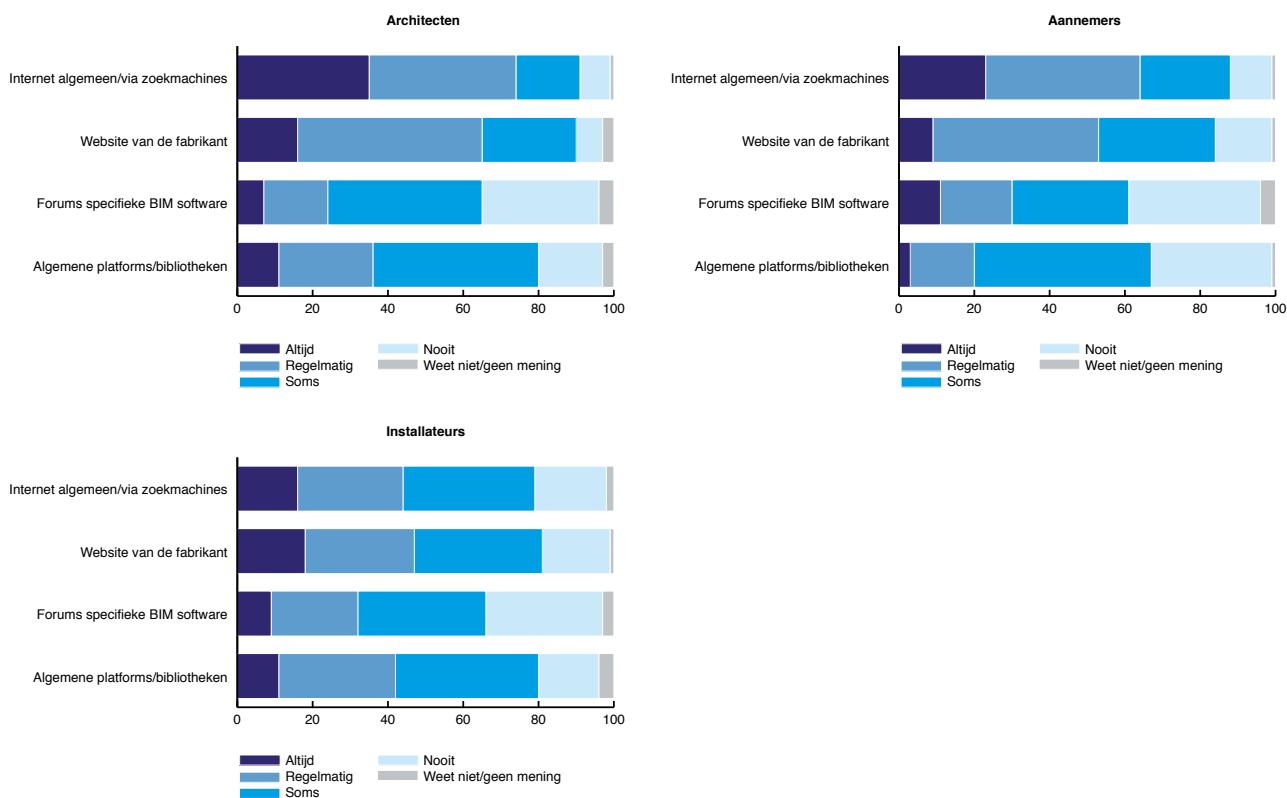 Architecten
Internet algemeen/via zoekmachines
Website van de fabrikant
Forums specifieke BIM software
Algemene platforms/bibliotheken
0 20 40 60 80 100
Altijd
Regelmatig
Soms
Nooit
Weet niet/geen mening
Aannemers
Internet algemeen/via zoekmachines
Website van de fabrikant
Forums specifieke BIM software
Algemene platforms/bibliotheken
0 20 40 60 80 100
Altijd
Regelmatig
Soms
Nooit
Weet niet/geen mening
Installateurs
Internet algemeen/via zoekmachines
Website van de fabrikant
Forums specifieke BIM software
Algemene platforms/bibliotheken
0 20 40 60 80 100
Altijd
Regelmatig
Soms
Nooit
Weet niet/geen mening